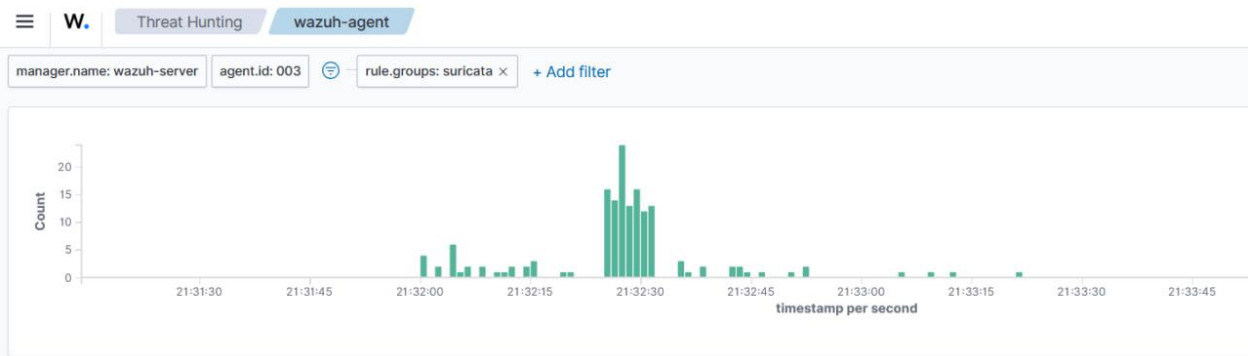 W. Threat Hunting wazuh-agent
manager.name: wazuh-server agent.id: 003 rule.groups: suricata × + Add filter
Count
20
15
10
5
0
21:31:30 21:31:45 21:32:00 21:32:15 21:32:30 21:32:45 21:33:00 21:33:15 21:33:30 21:33:45
timestamp per second